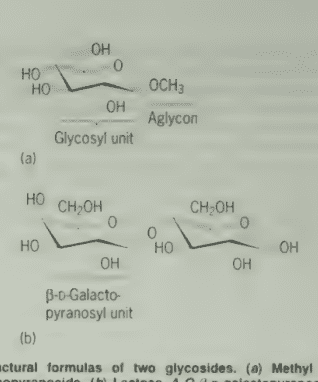 OH
HO
O
HO
OCH₃
OH
Aglycon
Glycosyl unit
(a)
HO
CH₂OH
CH₂OH
O
O
O
HO
HO
OH
OH
OH
β-D-Galacto-
pyranosyl unit
(b)
formulas of two glycosides. (a) Methyl